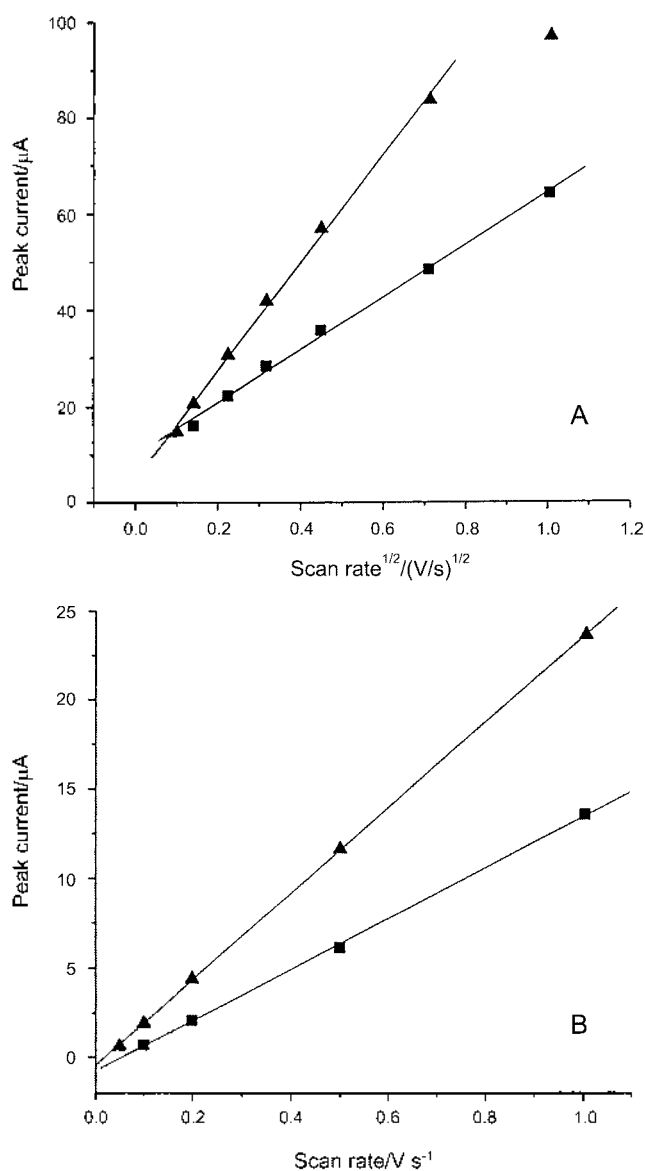 100
80
60
40
20
0
Peak current/μA
A
0.0 0.2 0.4 0.6 0.8 1.0 1.2
Scan rate^1/2/(V/s)^1/2
25
20
15
10
5
0
Peak current/μA
B
0.0 0.2 0.4 0.6 0.8 1.0
Scan rate/V s^-1